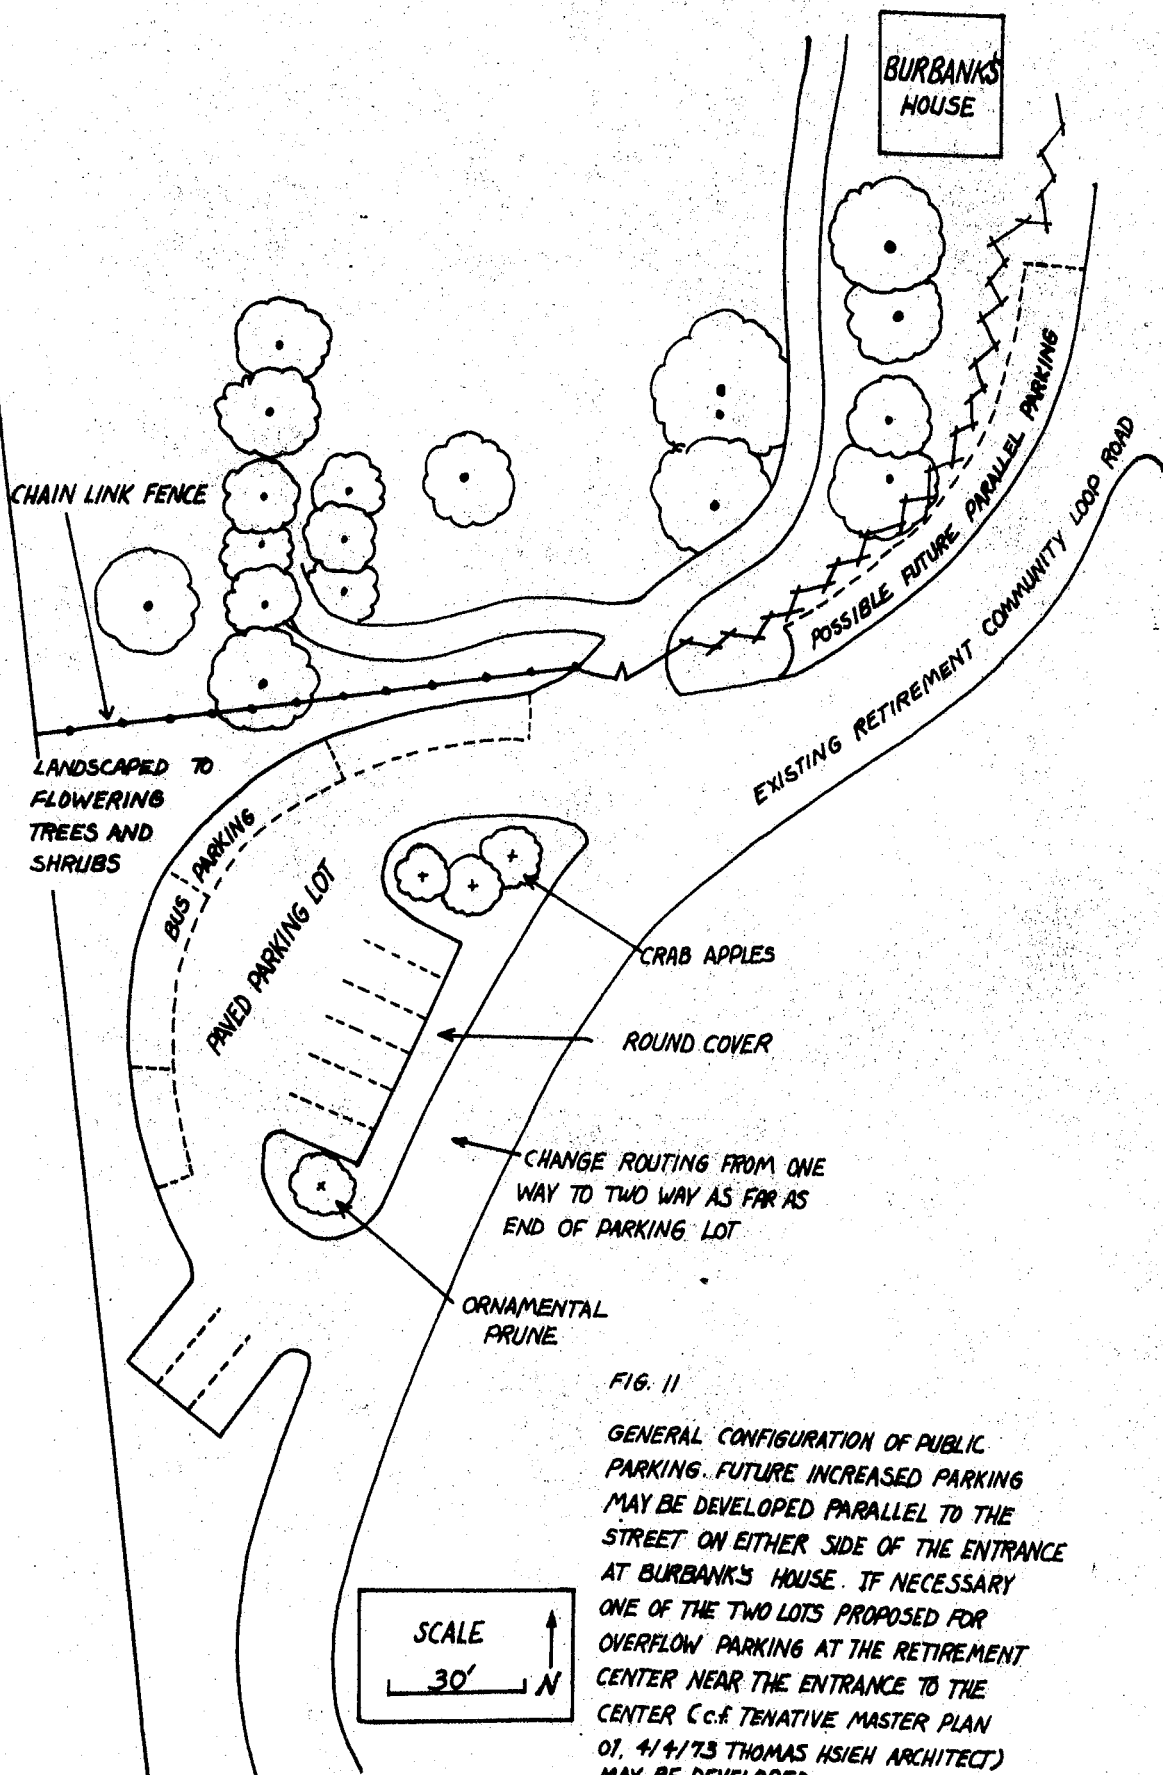 BURBANK'S
HOUSE
CHAIN LINK FENCE
POSSIBLE FUTURE PARALLEL PARKING
EXISTING RETIREMENT COMMUNITY LOOP ROAD
LANDSCAPED TO
FLOWERING
TREES AND
SHRUBS
BUS PARKING
PAVED PARKING LOT
CRAB APPLES
ROUND COVER
CHANGE ROUTING FROM ONE
WAY TO TWO WAY AS FAR AS
END OF PARKING LOT
ORNAMENTAL
PRUNE
FIG. 11
GENERAL CONFIGURATION OF PUBLIC
PARKING. FUTURE INCREASED PARKING
MAY BE DEVELOPED PARALLEL TO THE
STREET ON EITHER SIDE OF THE ENTRANCE
AT BURBANK'S HOUSE. IF NECESSARY
ONE OF THE TWO LOTS PROPOSED FOR
OVERFLOW PARKING AT THE RETIREMENT
CENTER NEAR THE ENTRANCE TO THE
CENTER (c.f. TENATIVE MASTER PLAN
01, 4/4/73 THOMAS HSIEH ARCHITECT)
MAY BE DEVELOPED
SCALE
30'
N